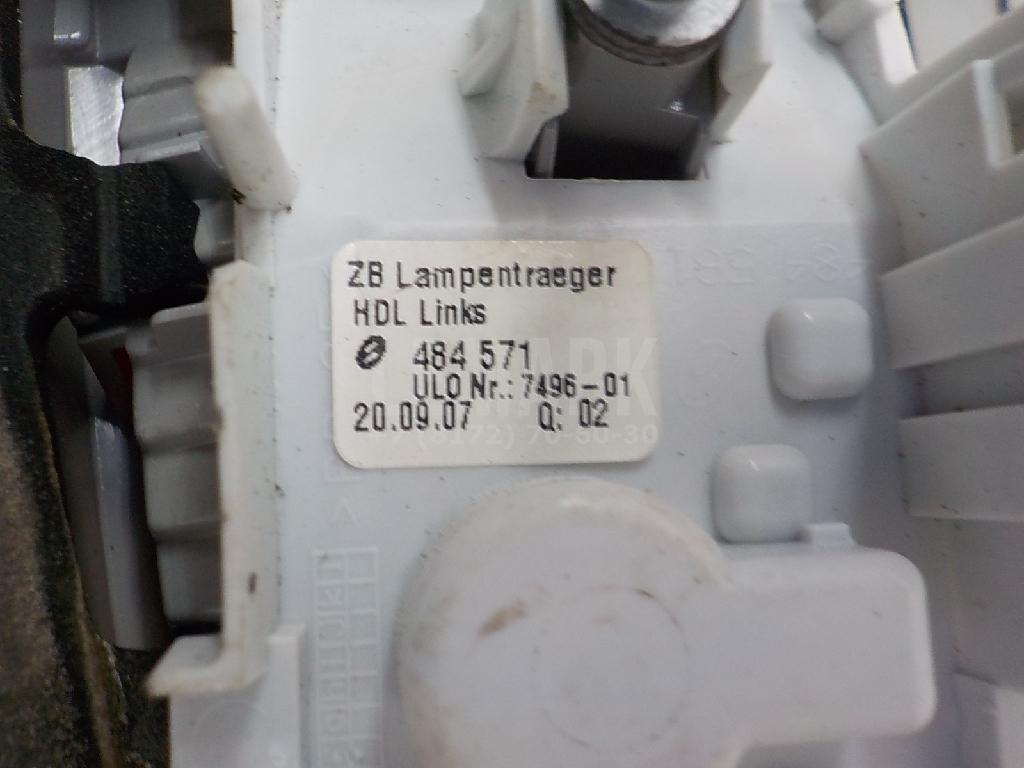 ZB Lampentraeger
HDL Links
484 571
ULO Nr.: 7496-01
20.09.07 Q: 02